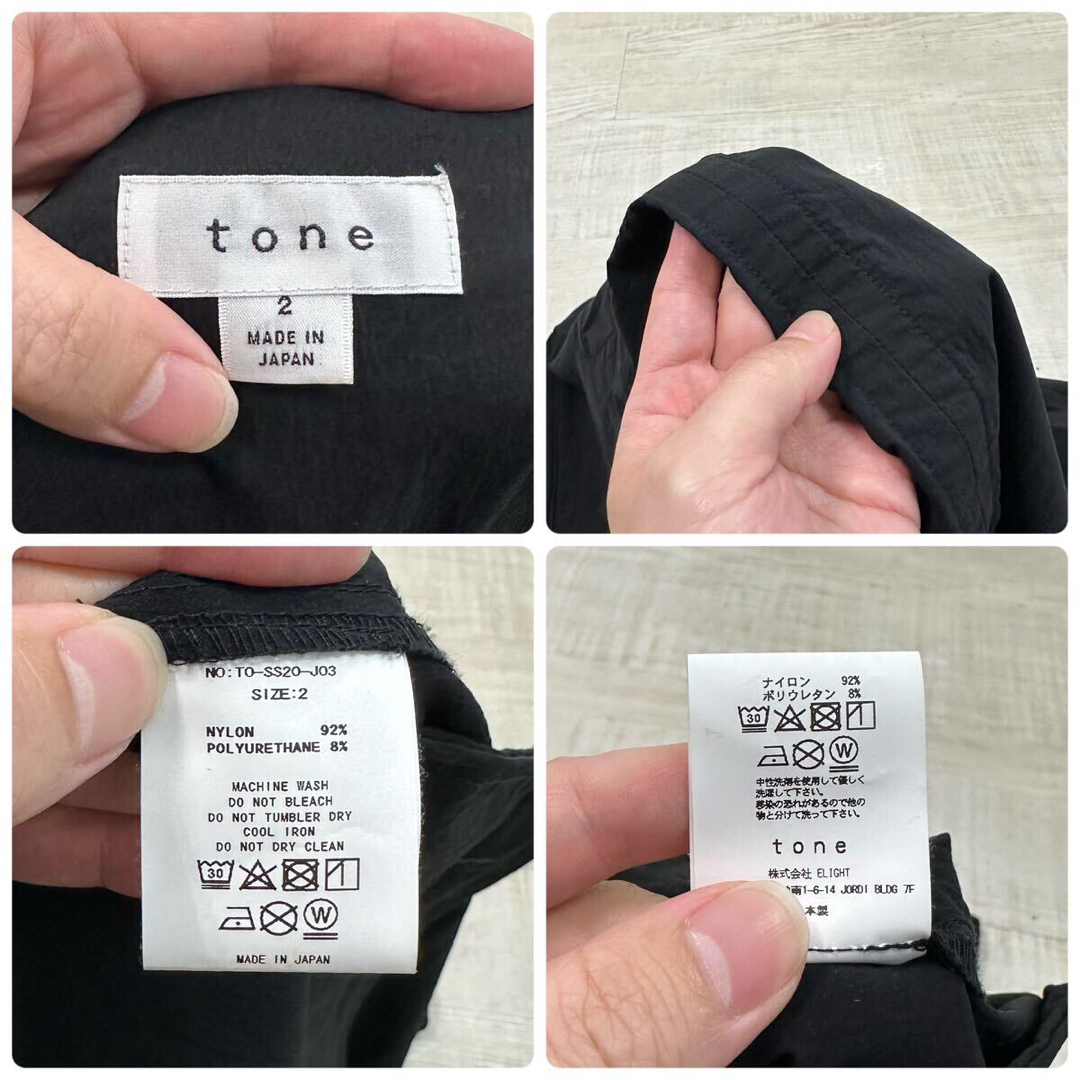 tone
2
MADE IN
JAPAN
NO:TO-SS20-J03
SIZE:2
NYLON 92%
POLYURETHANE 8%
MACHINE WASH
DO NOT BLEACH
DO NOT TUMBLER DRY
COOL IRON
DO NOT DRY CLEAN
30
W
MADE IN JAPAN
ナイロン 92%
ポリウレタン 8%
30
W
中性洗剤を使用して優しく
洗濯して下さい。
移染の恐れがあるので他の
物と分けて洗って下さい。
tone
株式会社 ELIGHT
南1-6-14 JORDI BLDG 7F
本製